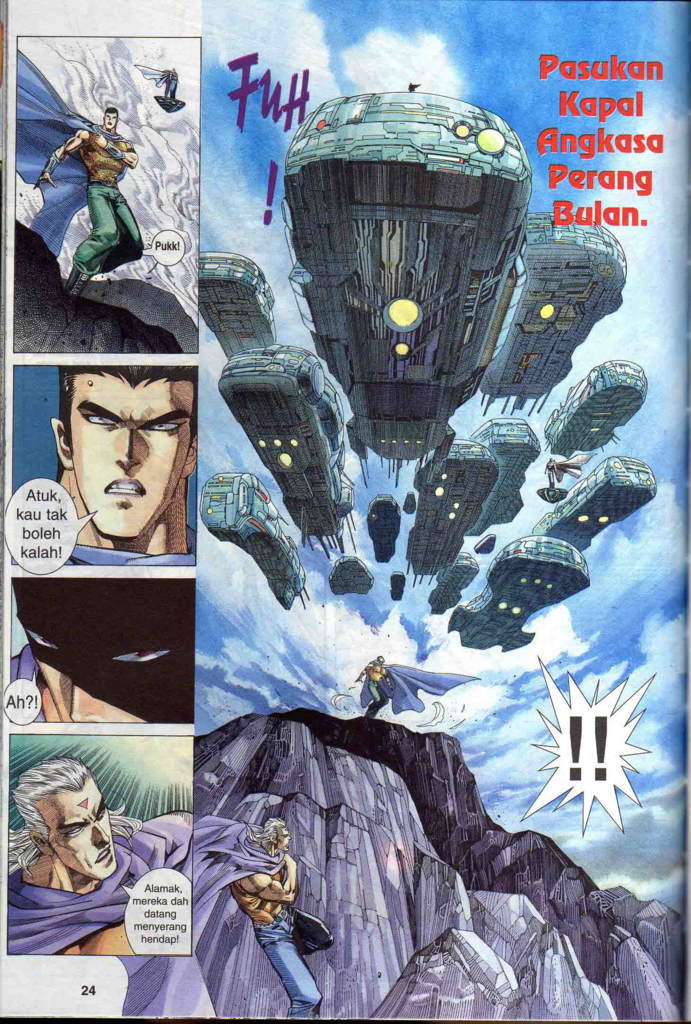 Pukk!
Atuk,
kau tak
boleh
kalah!
Ah?!
Alamak,
mereka dah
datang
menyerang
hendap!
FUH
!
Pasukan
Kapal
Angkasa
Perang
Bulan.
!!
24